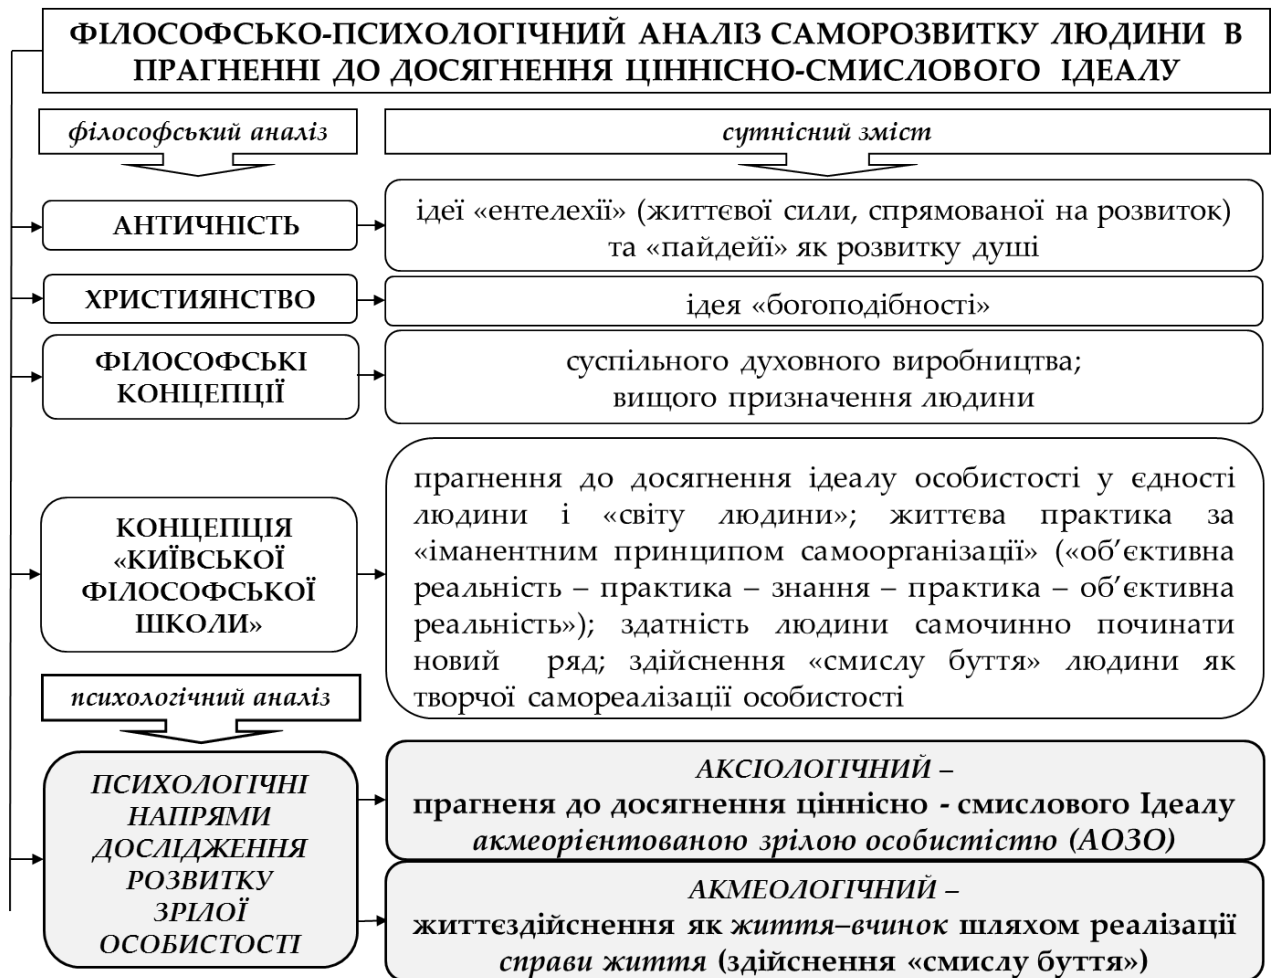 ФІЛОСОФСЬКО-ПСИХОЛОГІЧНИЙ АНАЛІЗ САМОРОЗВИТКУ ЛЮДИНИ В
ПРАГНЕННІ ДО ДОСЯГНЕННЯ ЦІННІСНО-СМИСЛОВОГО ІДЕАЛУ
філософський аналіз
сутнісний зміст
АНТИЧНІСТЬ
ідеї «ентелехії» (життєвої сили, спрямованої на розвиток)
та «пайдейї» як розвитку душі
ХРИСТИЯНСТВО
ідея «богоподібності»
ФІЛОСОФСЬКІ
КОНЦЕПЦІЇ
суспільного духовного виробництва;
вищого призначення людини
КОНЦЕПЦІЯ
«КИЇВСЬКОЇ
ФІЛОСОФСЬКОЇ
ШКОЛИ»
прагнення до досягнення ідеалу особистості у єдності
людини і «світу людини»; життєва практика за
«іманентним принципом самоорганізації» («об’єктивна
реальність – практика – знання – практика – об’єктивна
реальність»); здатність людини самочинно починати
новий ряд; здійснення «смислу буття» людини як
творчої самореалізації особистості
психологічний аналіз
ПСИХОЛОГІЧНІ
НАПРЯМИ
ДОСЛІДЖЕННЯ
РОЗВИТКУ
ЗРІЛОЇ
ОСОБИСТОСТІ
АКСІОЛОГІЧНИЙ –
прагненя до досягнення ціннісно - смислового Ідеалу
акмеорієнтованою зрілою особистістю (АОЗО)
АКМЕОЛОГІЧНИЙ –
життєздійснення як життя–вчинок шляхом реалізації
справи життя (здійснення «смислу буття»)